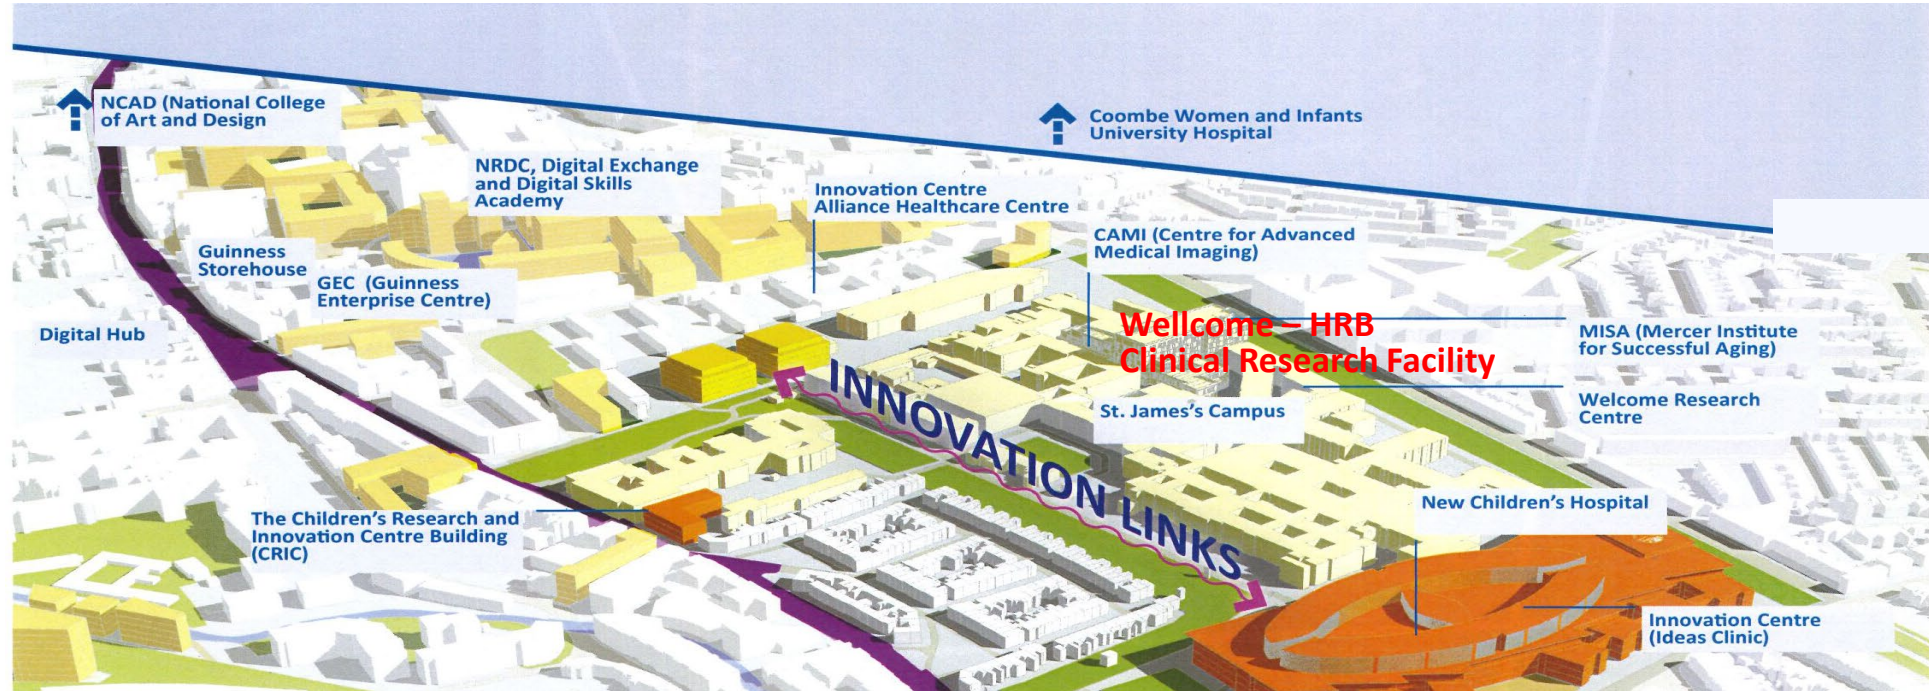 NCAD (National College
of Art and Design
Coombe Women and Infants
University Hospital
NRDC, Digital Exchange
and Digital Skills
Academy
Innovation Centre
Alliance Healthcare Centre
CAMI (Centre for Advanced
Medical Imaging)
Guinness
Storehouse
GEC (Guinness
Enterprise Centre)
Digital Hub
Wellcome – HRB
Clinical Research Facility
MISA (Mercer Institute
for Successful Aging)
Welcome Research
Centre
St. James's Campus
INNOVATION LINKS
New Children's Hospital
The Children's Research and
Innovation Centre Building
(CRIC)
Innovation Centre
(Ideas Clinic)